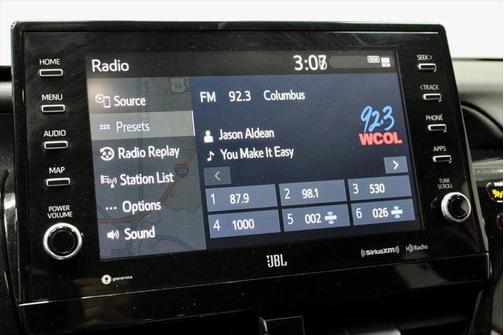 HOME
MENU
AUDIO
MAP
POWER
VOLUME
Radio
Source
Presets
Radio Replay
Station List
Options
Sound
FM 92.3 Columbus
Jason Aldean
You Make It Easy
92.3
WCOL
1 87.9
2 98.1
3 530
4 1000
5 002
6 026
SEEK>
<TRACK
PHONE
APPS
TUNE
SCROLL
JBL
SiriusXM
HD Radio